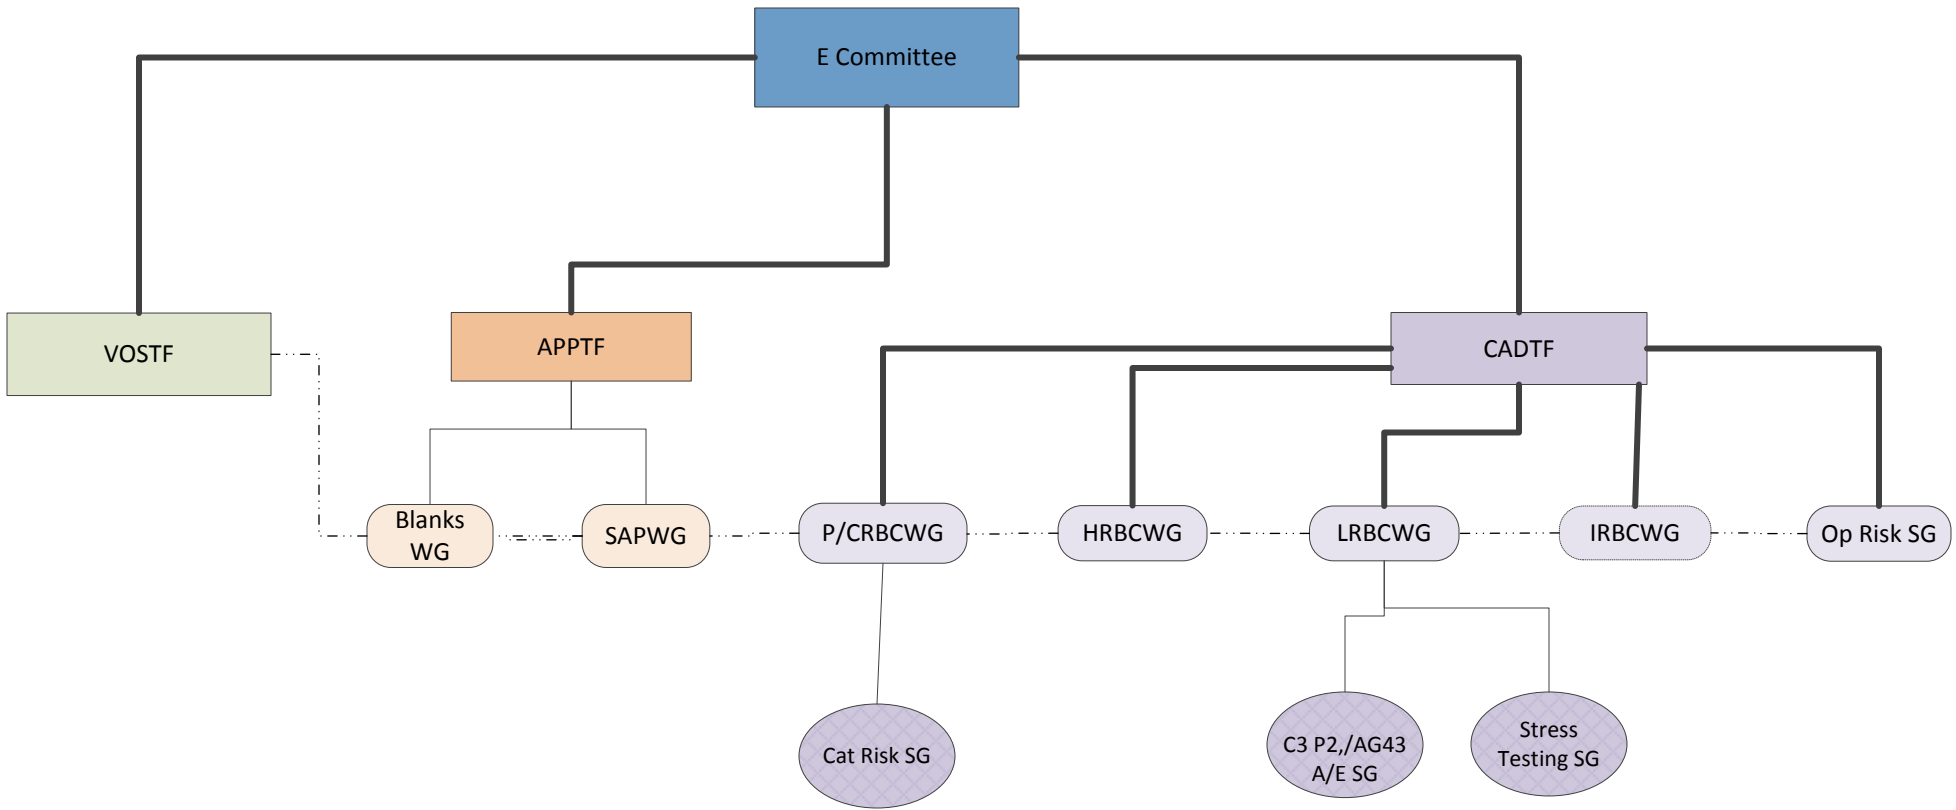 E Committee
VOSTF
APPTF
CADTF
Blanks
WG
SAPWG
P/CRBCWG
HRBCWG
LRBCWG
IRBCWG
Op Risk SG
Cat Risk SG
C3 P2,/AG43
A/E SG
Stress
Testing SG